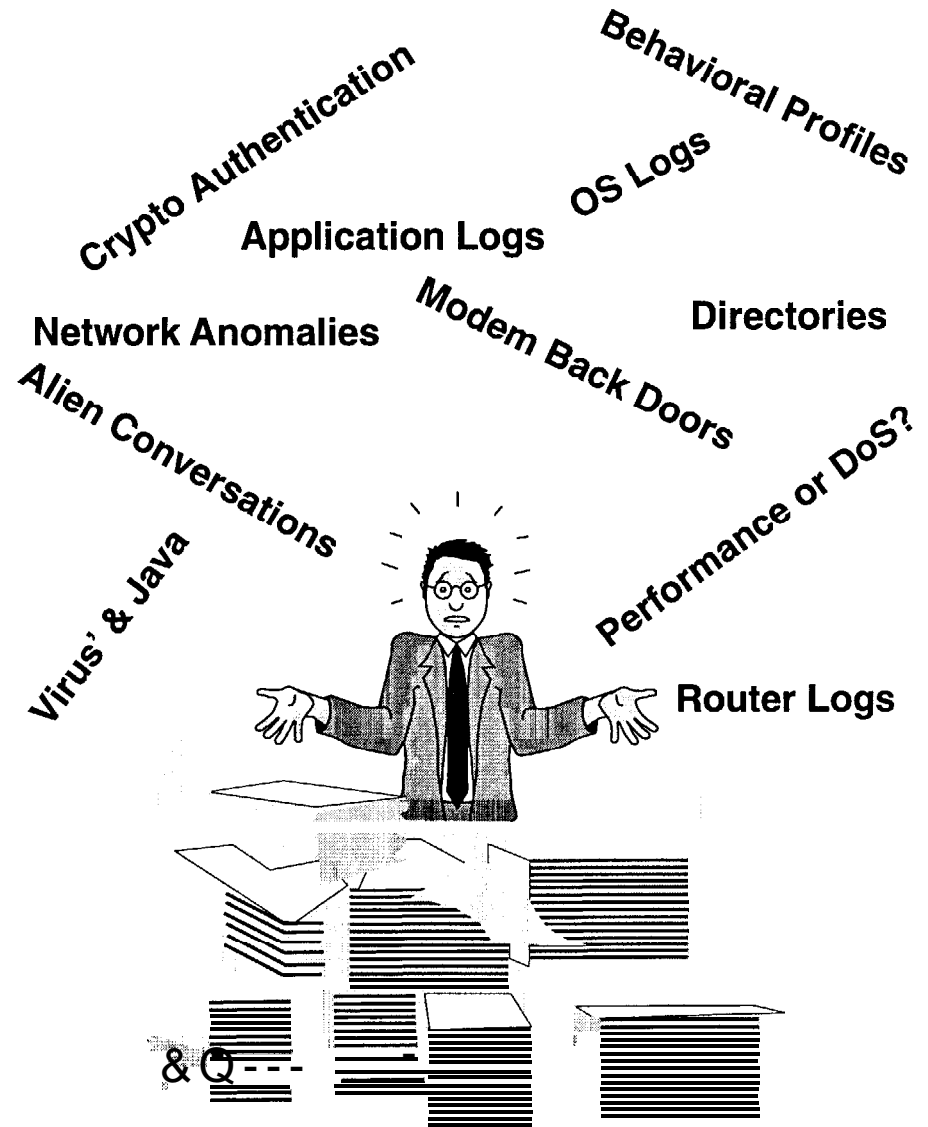 Behavioral Profiles
Crypto Authentication
OS Logs
Application Logs
Modem Back Doors
Directories
Network Anomalies
Alien Conversations
Performance or DoS?
Virus' & Java
Router Logs
& Q - - - -